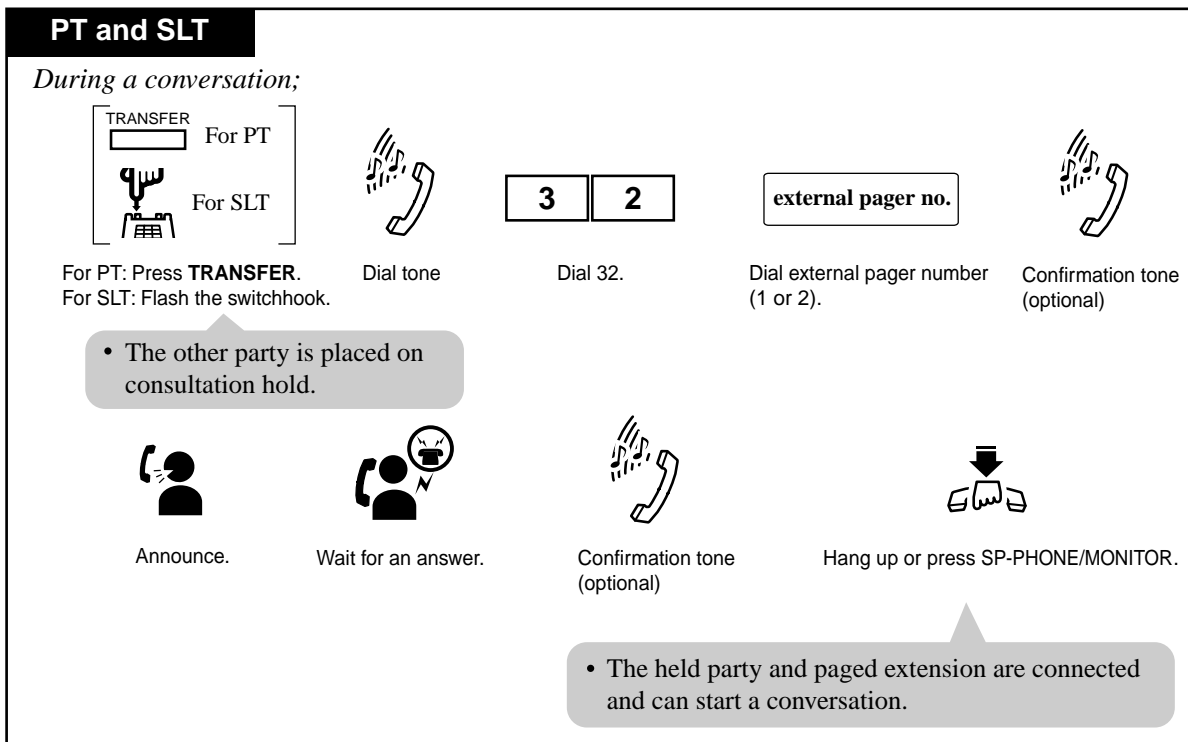 PT and SLT
During a conversation;
TRANSFER
For PT
For SLT
3 2
external pager no.
For PT: Press TRANSFER.
For SLT: Flash the switchhook.
Dial tone
Dial 32.
Dial external pager number
(1 or 2).
Confirmation tone
(optional)
• The other party is placed on
consultation hold.
Announce.
Wait for an answer.
Confirmation tone
(optional)
Hang up or press SP-PHONE/MONITOR.
• The held party and paged extension are connected
and can start a conversation.